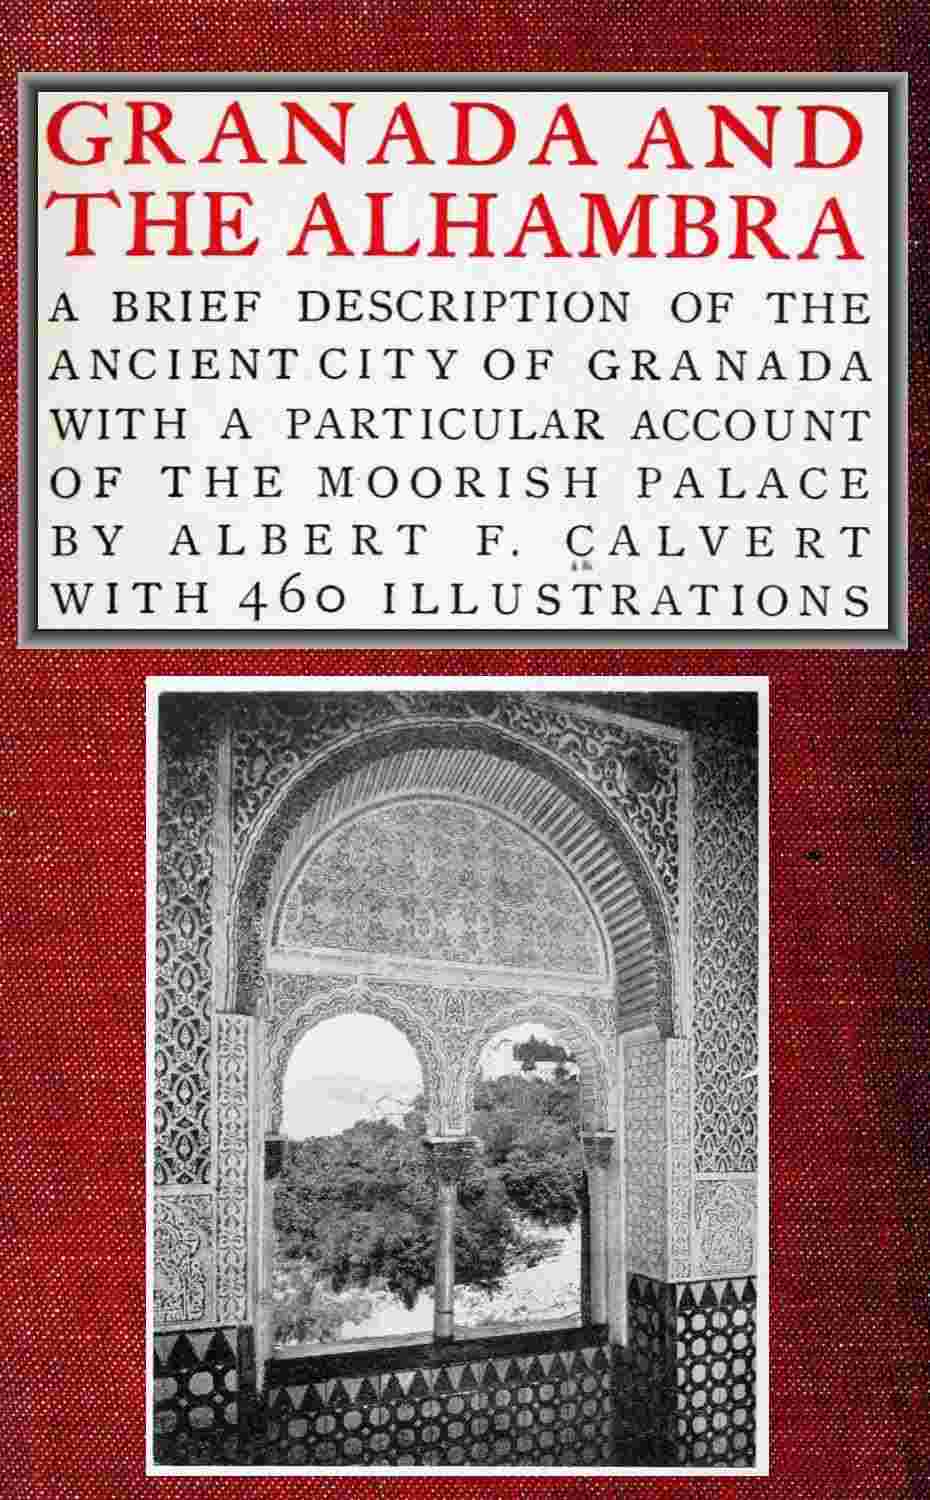 GRANADA AND
THE ALHAMBRA
A BRIEF DESCRIPTION OF THE
ANCIENT CITY OF GRANADA
WITH A PARTICULAR ACCOUNT
OF THE MOORISH PALACE
BY ALBERT F. CALVERT
WITH 460 ILLUSTRATIONS